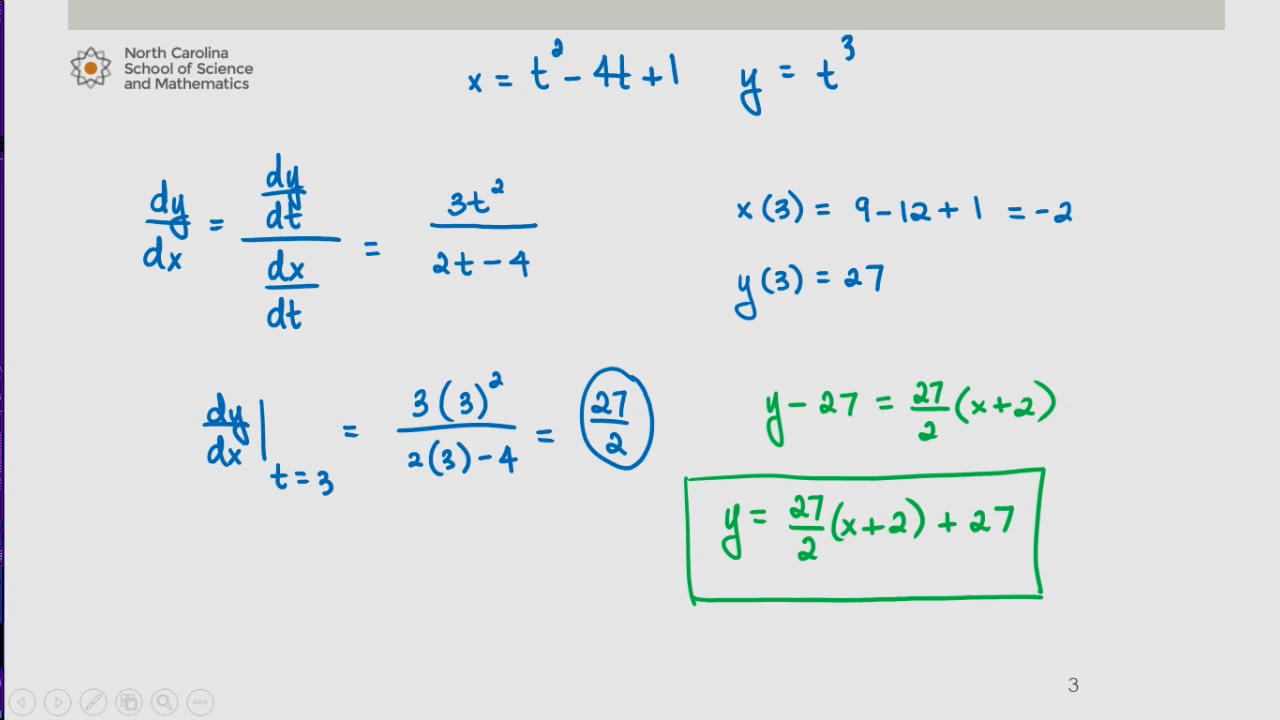 North Carolina
School of Science
and Mathematics
x = t² - 4t + 1 y = t³
dy/dx = (dy/dt)/(dx/dt) = 3t²/(2t - 4)
x(3) = 9 - 12 + 1 = -2
y(3) = 27
dy/dx |t=3 = 3(3)²/(2(3) - 4) = 27/2
y - 27 = 27/2 (x + 2)
y = 27/2 (x + 2) + 27
3